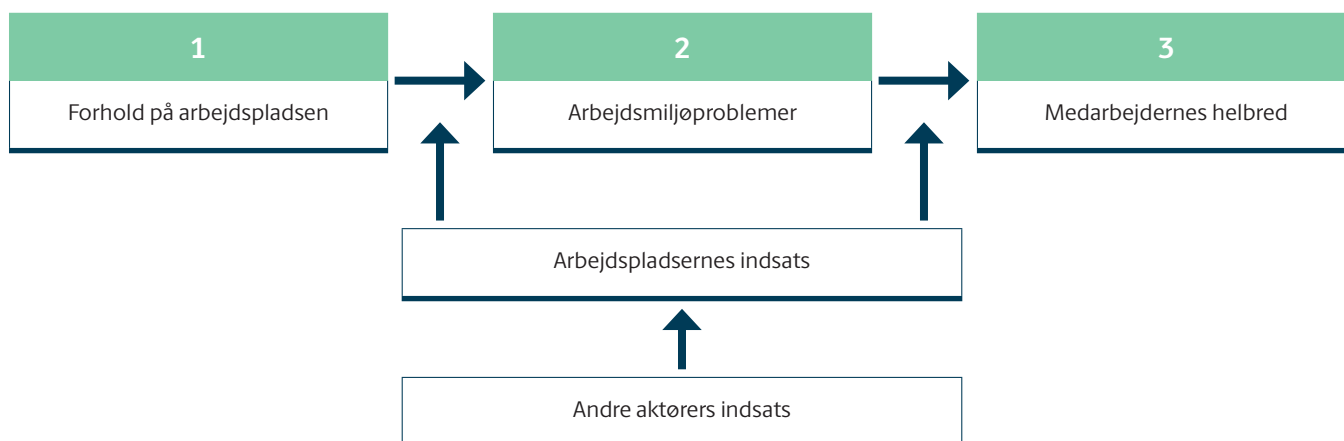 1
Forhold på arbejdspladsen
2
Arbejdsmiljøproblemer
3
Medarbejdernes helbred
Arbejdspladsernes indsats
Andre aktørers indsats